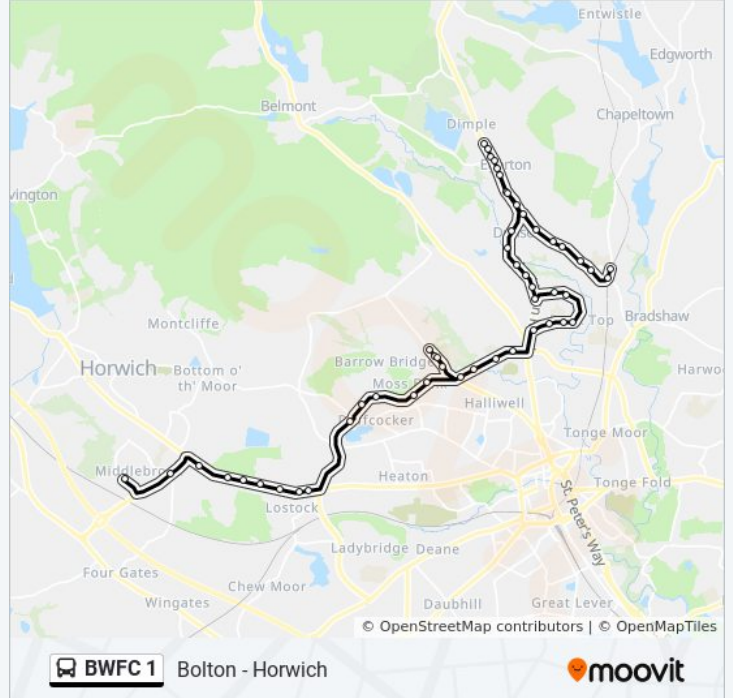 Entwistle
Edgworth
Belmont
Chapeltown
Dimple
Egerton
vington
Montcliffe
Top
Bradshaw
Horwich
Barrow Bridge
Bottom o'
th' Moor
Harwo
Moss
Halliwell
Tonge Moor
Middlebro
Heaton
Tonge Fold
Lostock
St. Peter's Way
Ladybridge
Deane
Four Gates
Chew Moor
Wingates
Daubhill
Great Lever
© OpenStreetMap contributors | © OpenMapTiles
BWFC 1
Bolton - Horwich
moovit